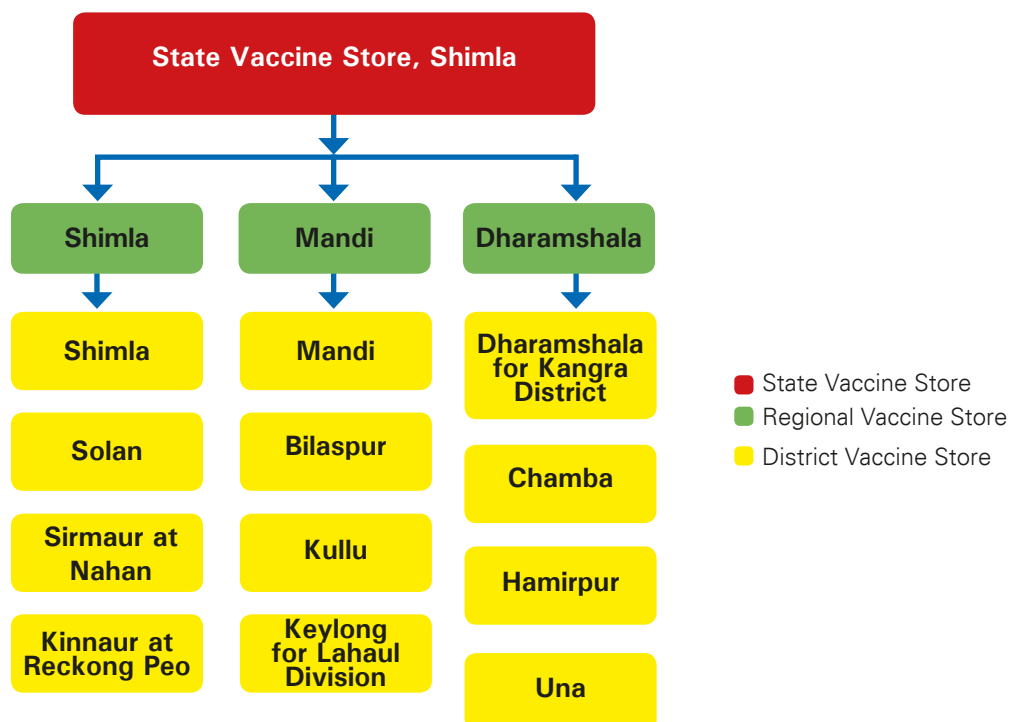 State Vaccine Store, Shimla
Shimla
Mandi
Dharamshala
Shimla
Solan
Sirmaur at
Nahan
Kinnaur at
Reckong Peo
Mandi
Bilaspur
Kullu
Keylong
for Lahaul
Division
Dharamshala
for Kangra
District
Chamba
Hamirpur
Una
State Vaccine Store
Regional Vaccine Store
District Vaccine Store